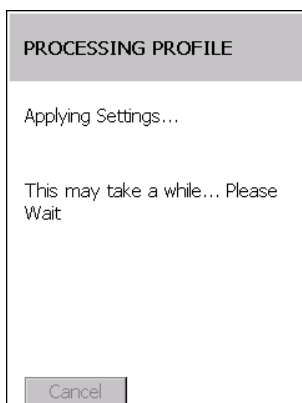 PROCESSING PROFILE
Applying Settings...
This may take a while... Please
Wait
Cancel